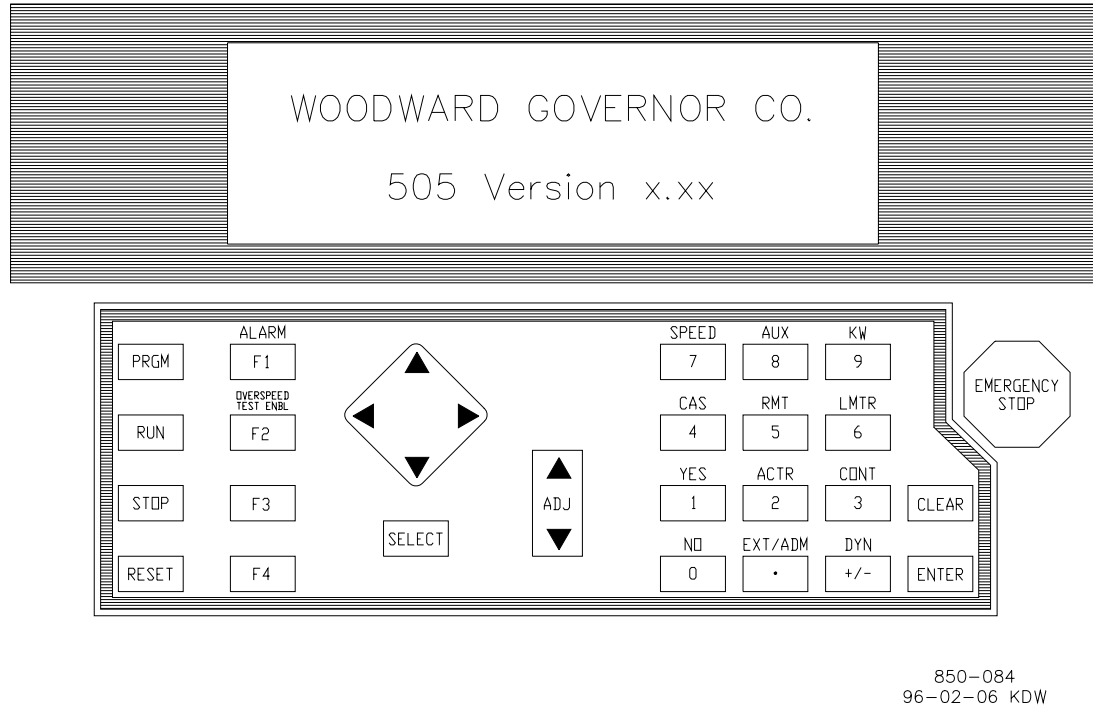 WOODWARD GOVERNOR CO.
505 Version x.xx
ALARM
SPEED AUX KW
PRGM F1 7 8 9
EMERGENCY
STOP
OVERSPEED
TEST ENBL
CAS RMT LMTR
RUN F2 4 5 6
YES ACTR CONT
STOP F3 ADJ 1 2 3 CLEAR
SELECT
NO EXT/ADM DYN
RESET F4 0 . +/- ENTER
850-084
96-02-06 KDW